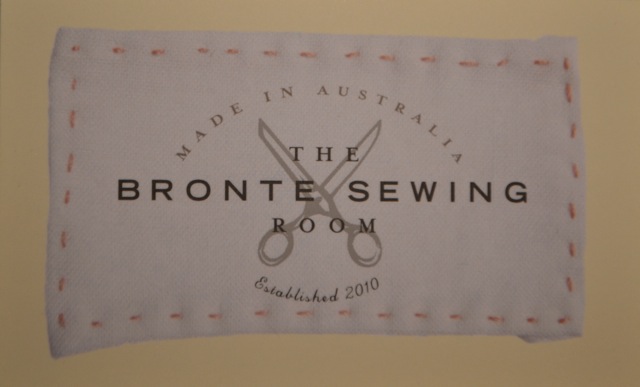 MADE IN AUSTRALIA
THE
BRONTE SEWING
ROOM
Established 2010